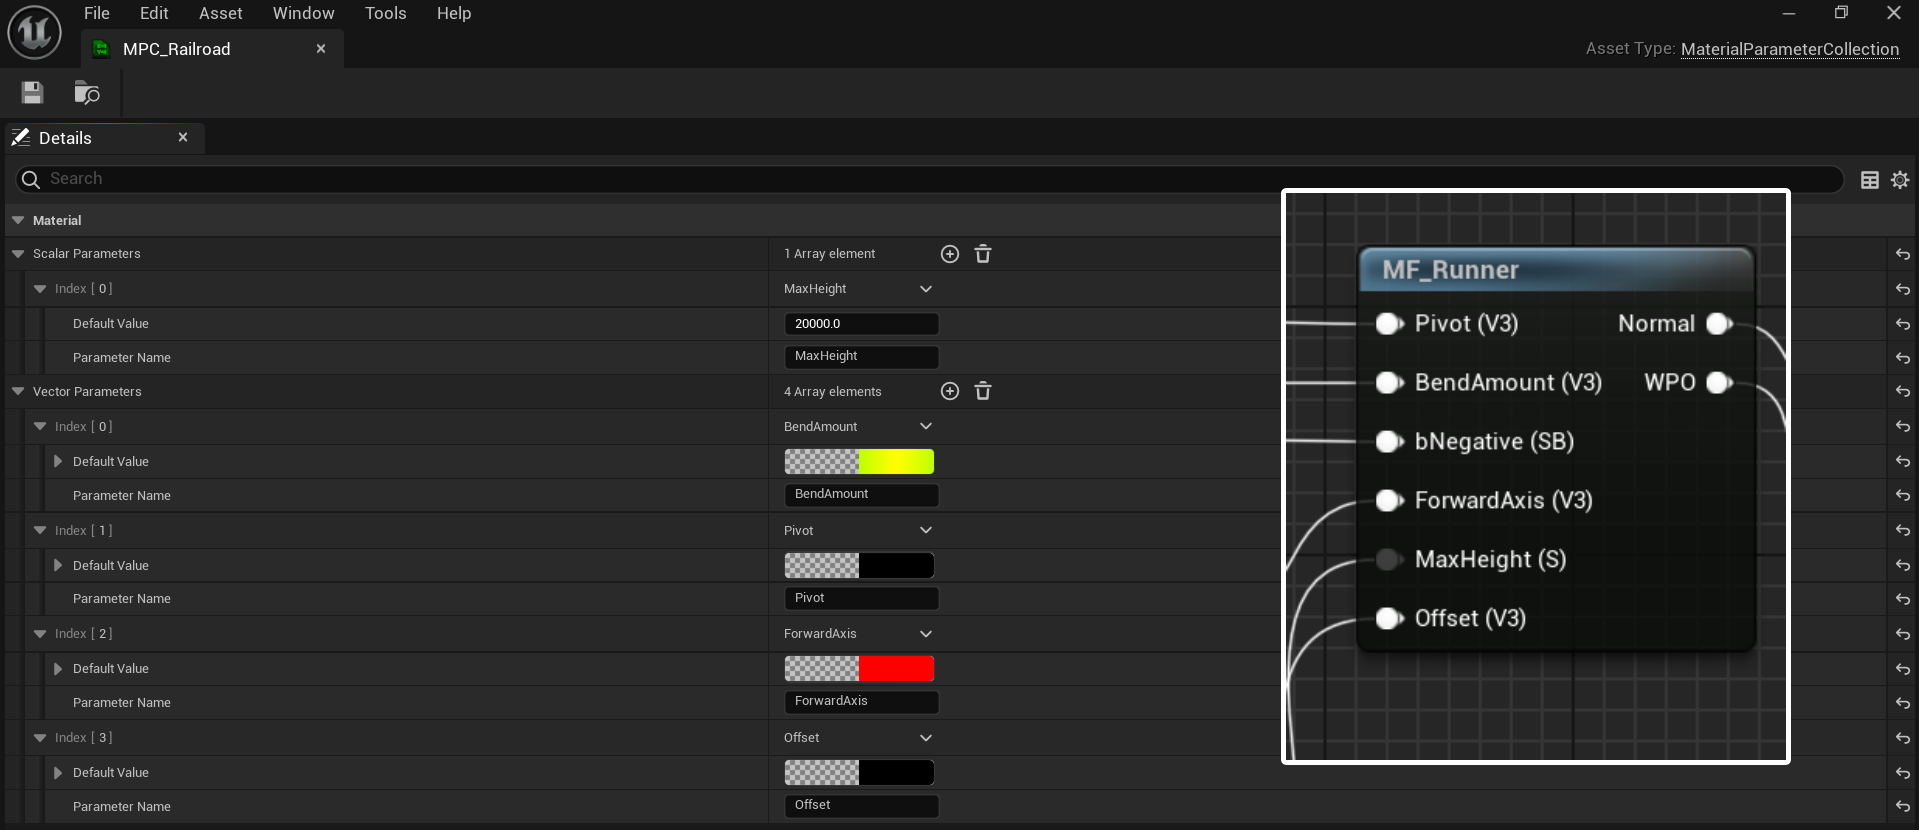 File Edit Asset Window Tools Help
MPC_Railroad
Asset Type: MaterialParameterCollection
Details
Search
Material
Scalar Parameters 1 Array element
Index [ 0 ] MaxHeight
Default Value 20000.0
Parameter Name MaxHeight
Vector Parameters 4 Array elements
Index [ 0 ] BendAmount
Default Value
Parameter Name BendAmount
Index [ 1 ] Pivot
Default Value
Parameter Name Pivot
Index [ 2 ] ForwardAxis
Default Value
Parameter Name ForwardAxis
Index [ 3 ] Offset
Default Value
Parameter Name Offset
MF_Runner
Pivot (V3) Normal
BendAmount (V3) WPO
bNegative (SB)
ForwardAxis (V3)
MaxHeight (S)
Offset (V3)